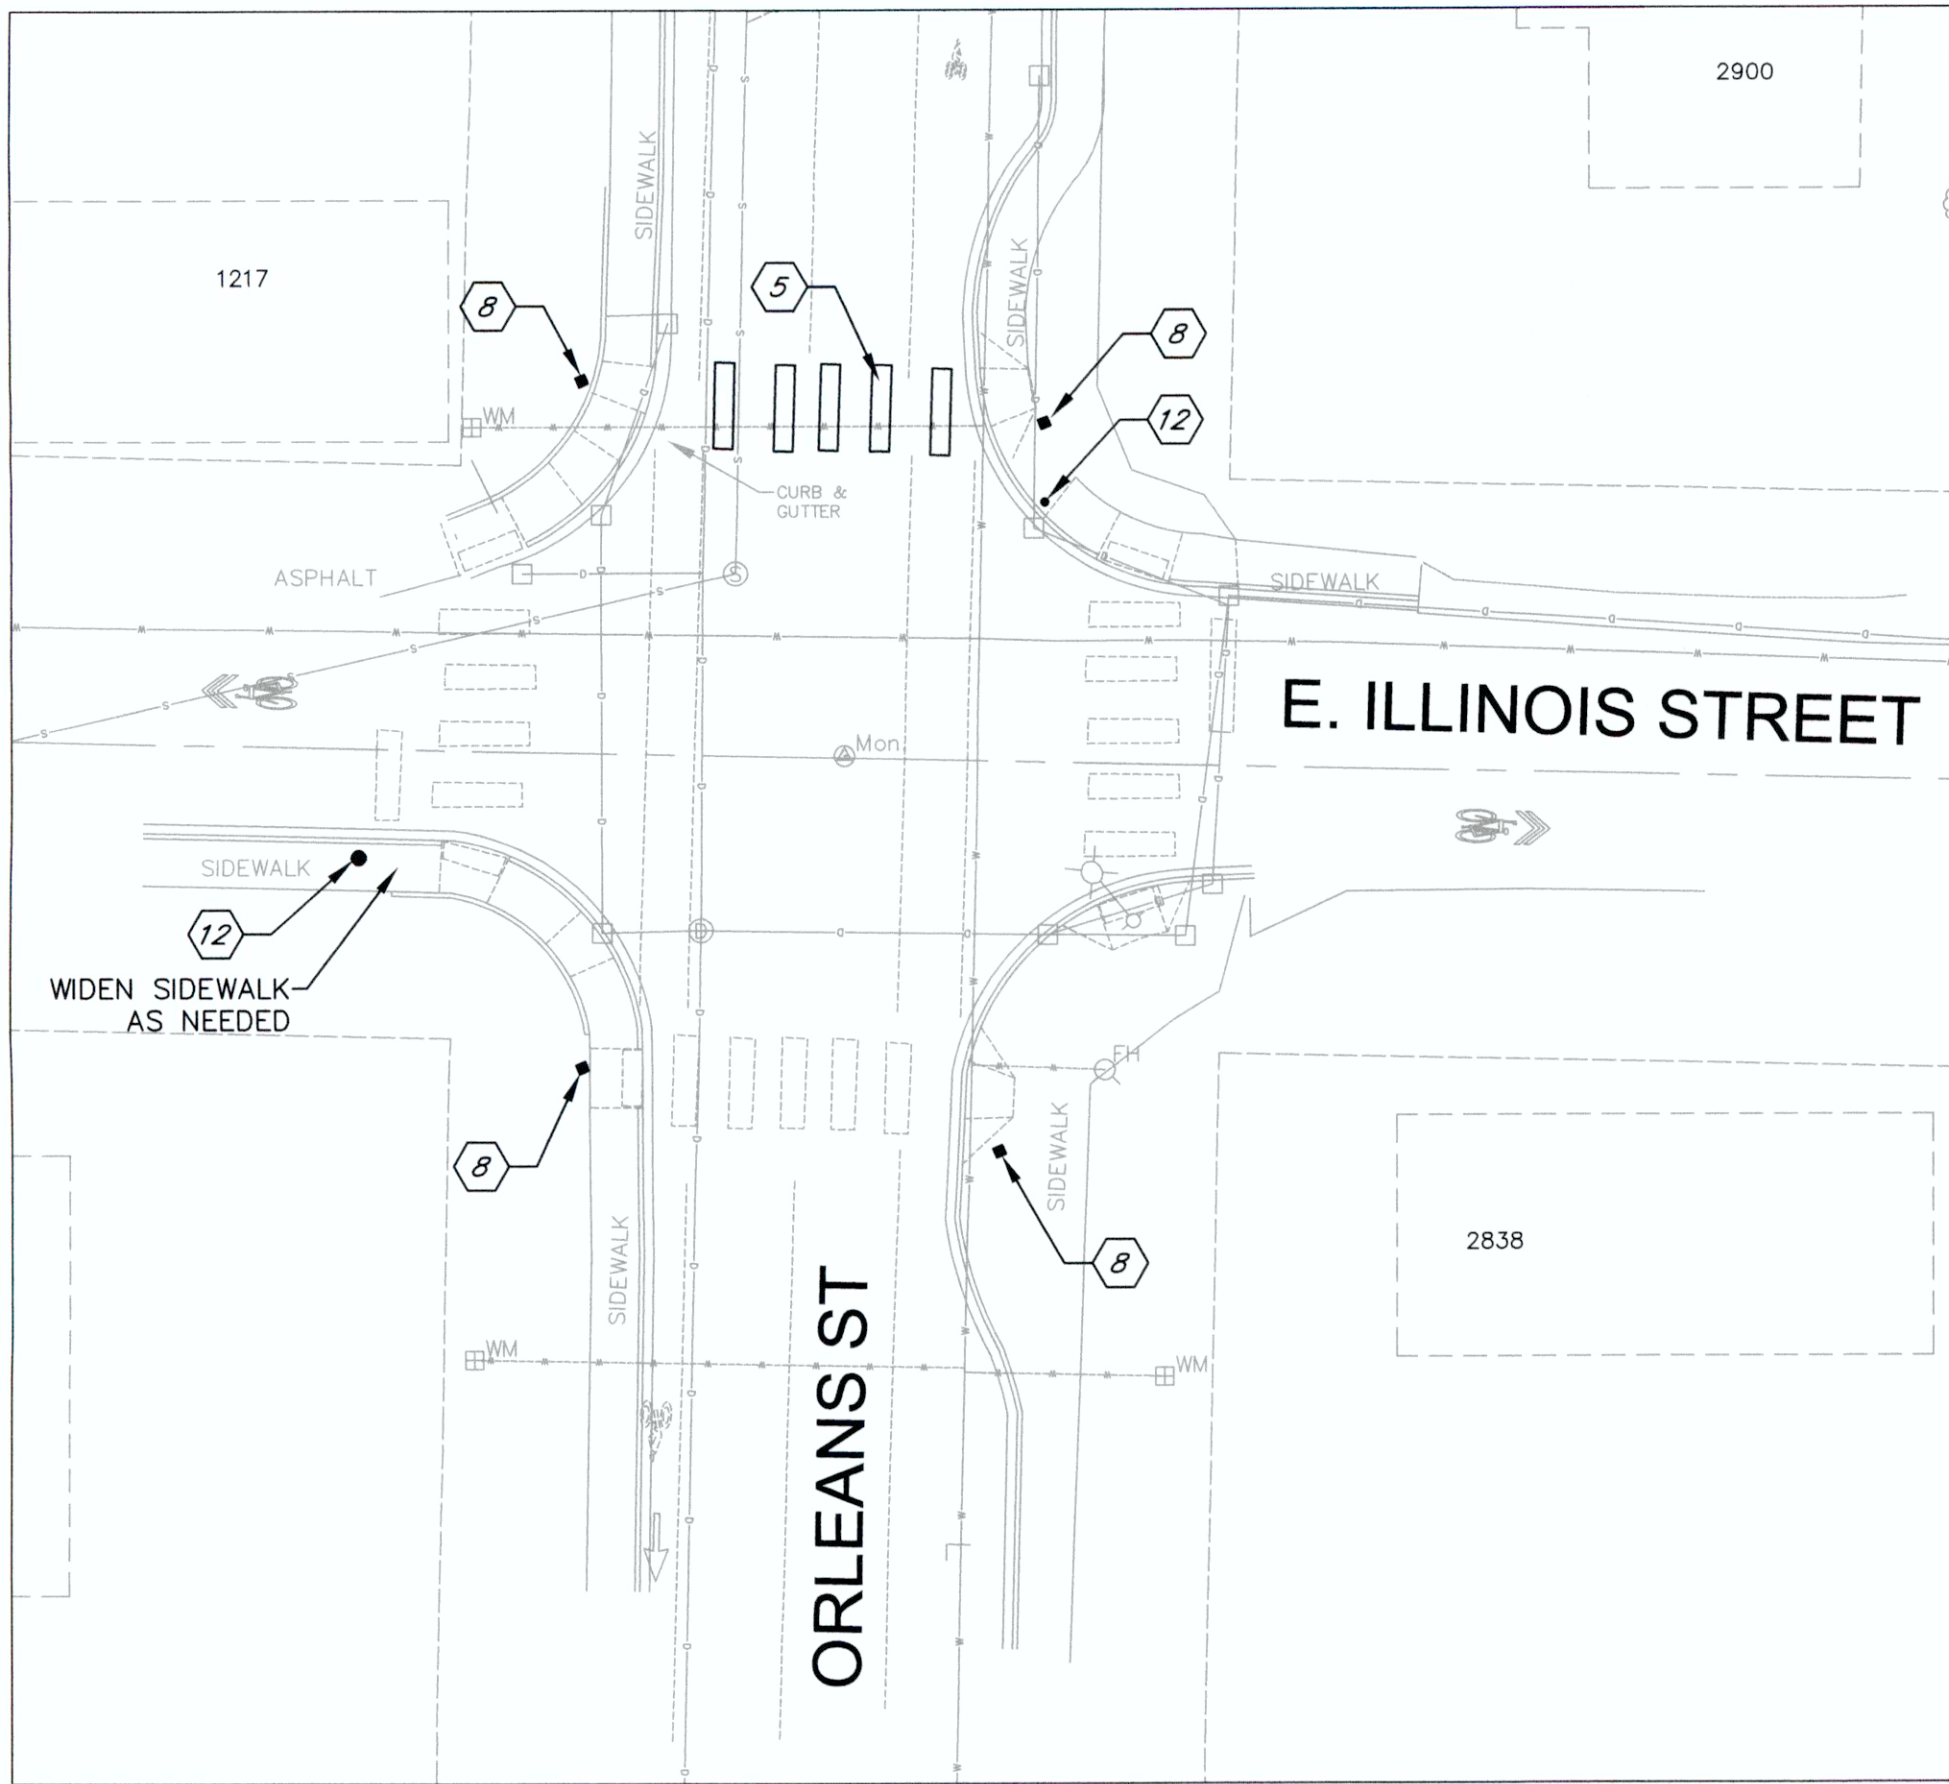 2900
SIDEWALK
1217
SIDEWALK
8
5
8
WM
12
CURB &
GUTTER
ASPHALT
S
SIDEWALK
E. ILLINOIS STREET
Mon
SIDEWALK
12
D
WIDEN SIDEWALK
AS NEEDED
FH
8
SIDEWALK
8
2838
SIDEWALK
ORLEANS ST
WM
WM